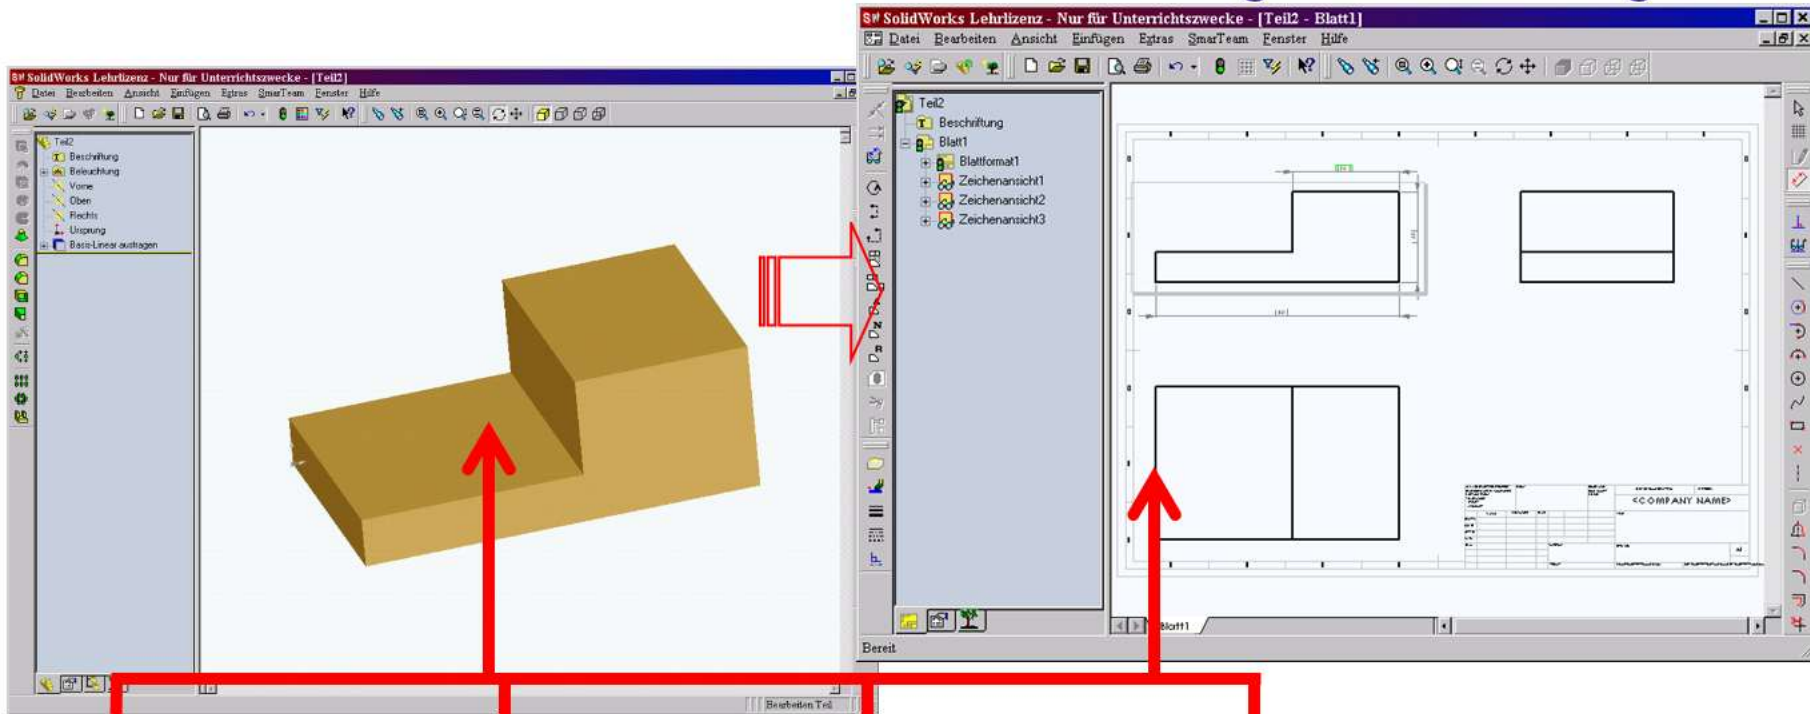 SolidWorks Lehrlizenz - Nur für Unterrichtszwecke - [Teil2]
Datei Bearbeiten Ansicht Einfügen Extras SmarTeam Fenster Hilfe
Teil2
Beschriftung
Beleuchtung
Vorne
Oben
Rechts
Ursprung
Basis-Linear austragen
Bearbeiten Teil
SolidWorks Lehrlizenz - Nur für Unterrichtszwecke - [Teil2 - Blatt1]
Datei Bearbeiten Ansicht Einfügen Extras SmarTeam Fenster Hilfe
Teil2
Beschriftung
Blatt1
Blattformat1
Zeichenansicht1
Zeichenansicht2
Zeichenansicht3
N
R
<COMPANY NAME>
Blatt1
Bereit